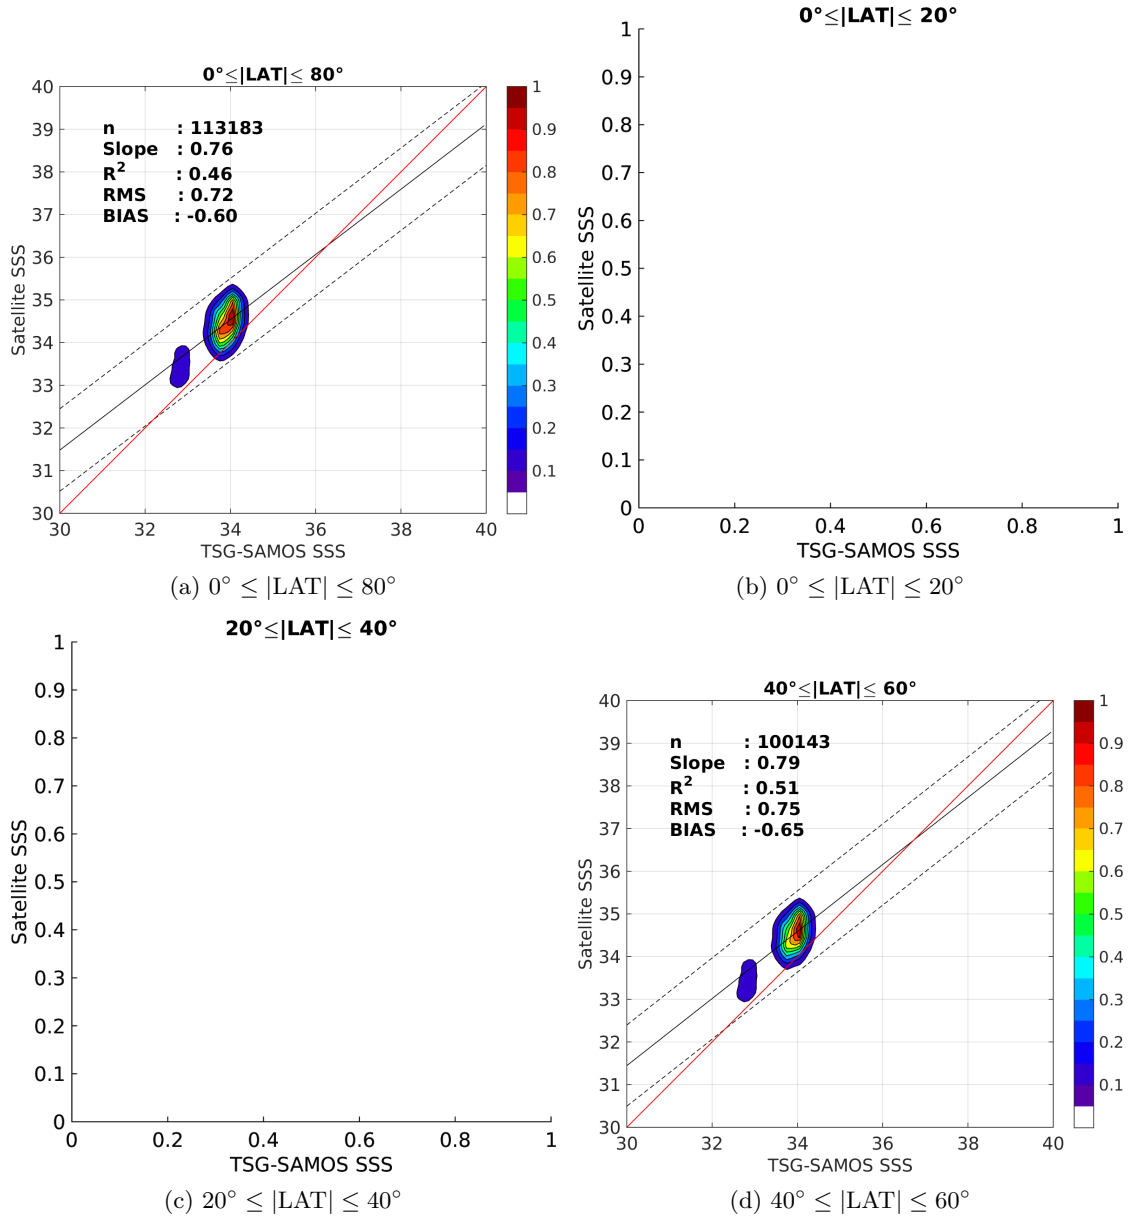 0°≤|LAT|≤ 80°
40
39
38
37
36
35
34
33
32
31
30
Satellite SSS
n : 113183
Slope : 0.76
R² : 0.46
RMS : 0.72
BIAS : -0.60
30 32 34 36 38 40
TSG-SAMOS SSS
1
0.9
0.8
0.7
0.6
0.5
0.4
0.3
0.2
0.1
(a) 0° ≤ |LAT| ≤ 80°
0°≤|LAT|≤ 20°
1
0.9
0.8
0.7
0.6
0.5
0.4
0.3
0.2
0.1
0
Satellite SSS
0 0.2 0.4 0.6 0.8 1
TSG-SAMOS SSS
(b) 0° ≤ |LAT| ≤ 20°
20°≤|LAT|≤ 40°
1
0.9
0.8
0.7
0.6
0.5
0.4
0.3
0.2
0.1
0
Satellite SSS
0 0.2 0.4 0.6 0.8 1
TSG-SAMOS SSS
(c) 20° ≤ |LAT| ≤ 40°
40°≤|LAT|≤ 60°
40
39
38
37
36
35
34
33
32
31
30
Satellite SSS
n : 100143
Slope : 0.79
R² : 0.51
RMS : 0.75
BIAS : -0.65
30 32 34 36 38 40
TSG-SAMOS SSS
1
0.9
0.8
0.7
0.6
0.5
0.4
0.3
0.2
0.1
(d) 40° ≤ |LAT| ≤ 60°